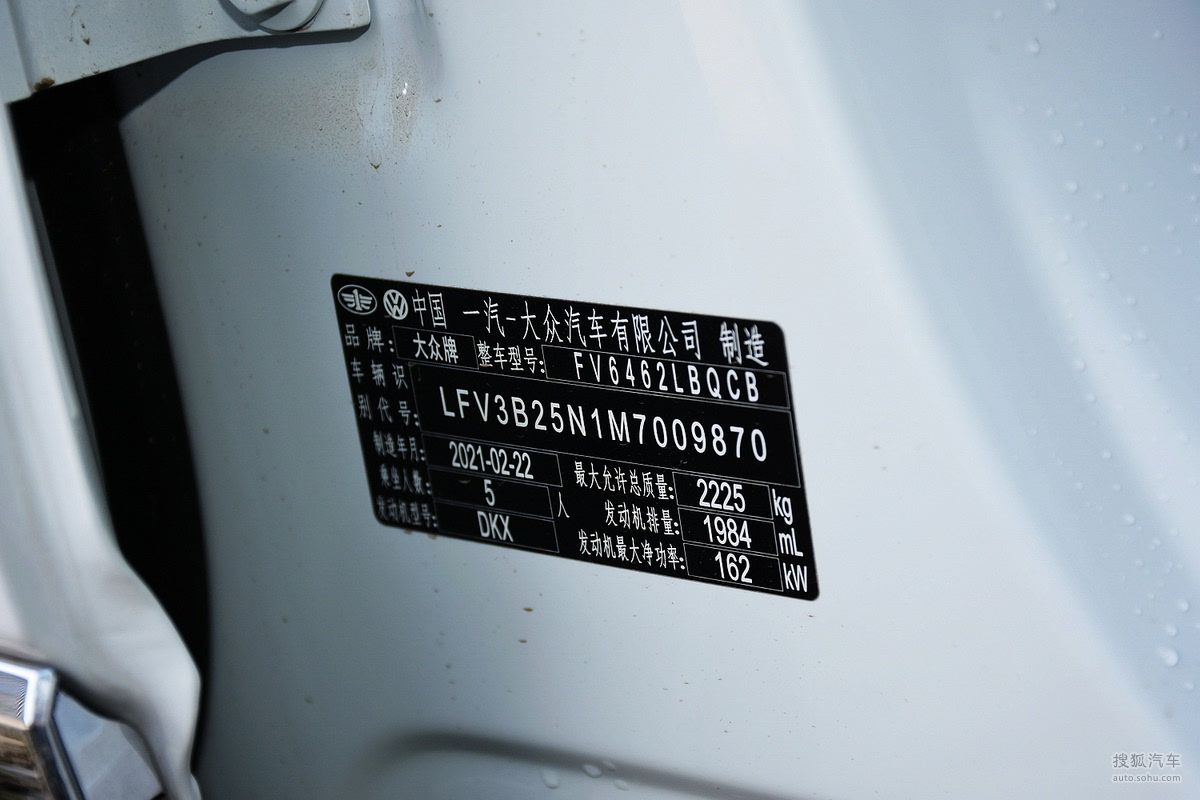 中国 一汽-大众汽车有限公司 制造
品牌: 大众牌 整车型号: FV6462LBQCB
车辆识
别代号: LFV3B25N1M7009870
制造年月: 2021-02-22 最大允许总质量: 2225 kg
乘坐人数: 5 人 发动机排量: 1984 mL
发动机型号: DKX 发动机最大净功率: 162 kW
搜狐汽车
auto.sohu.com